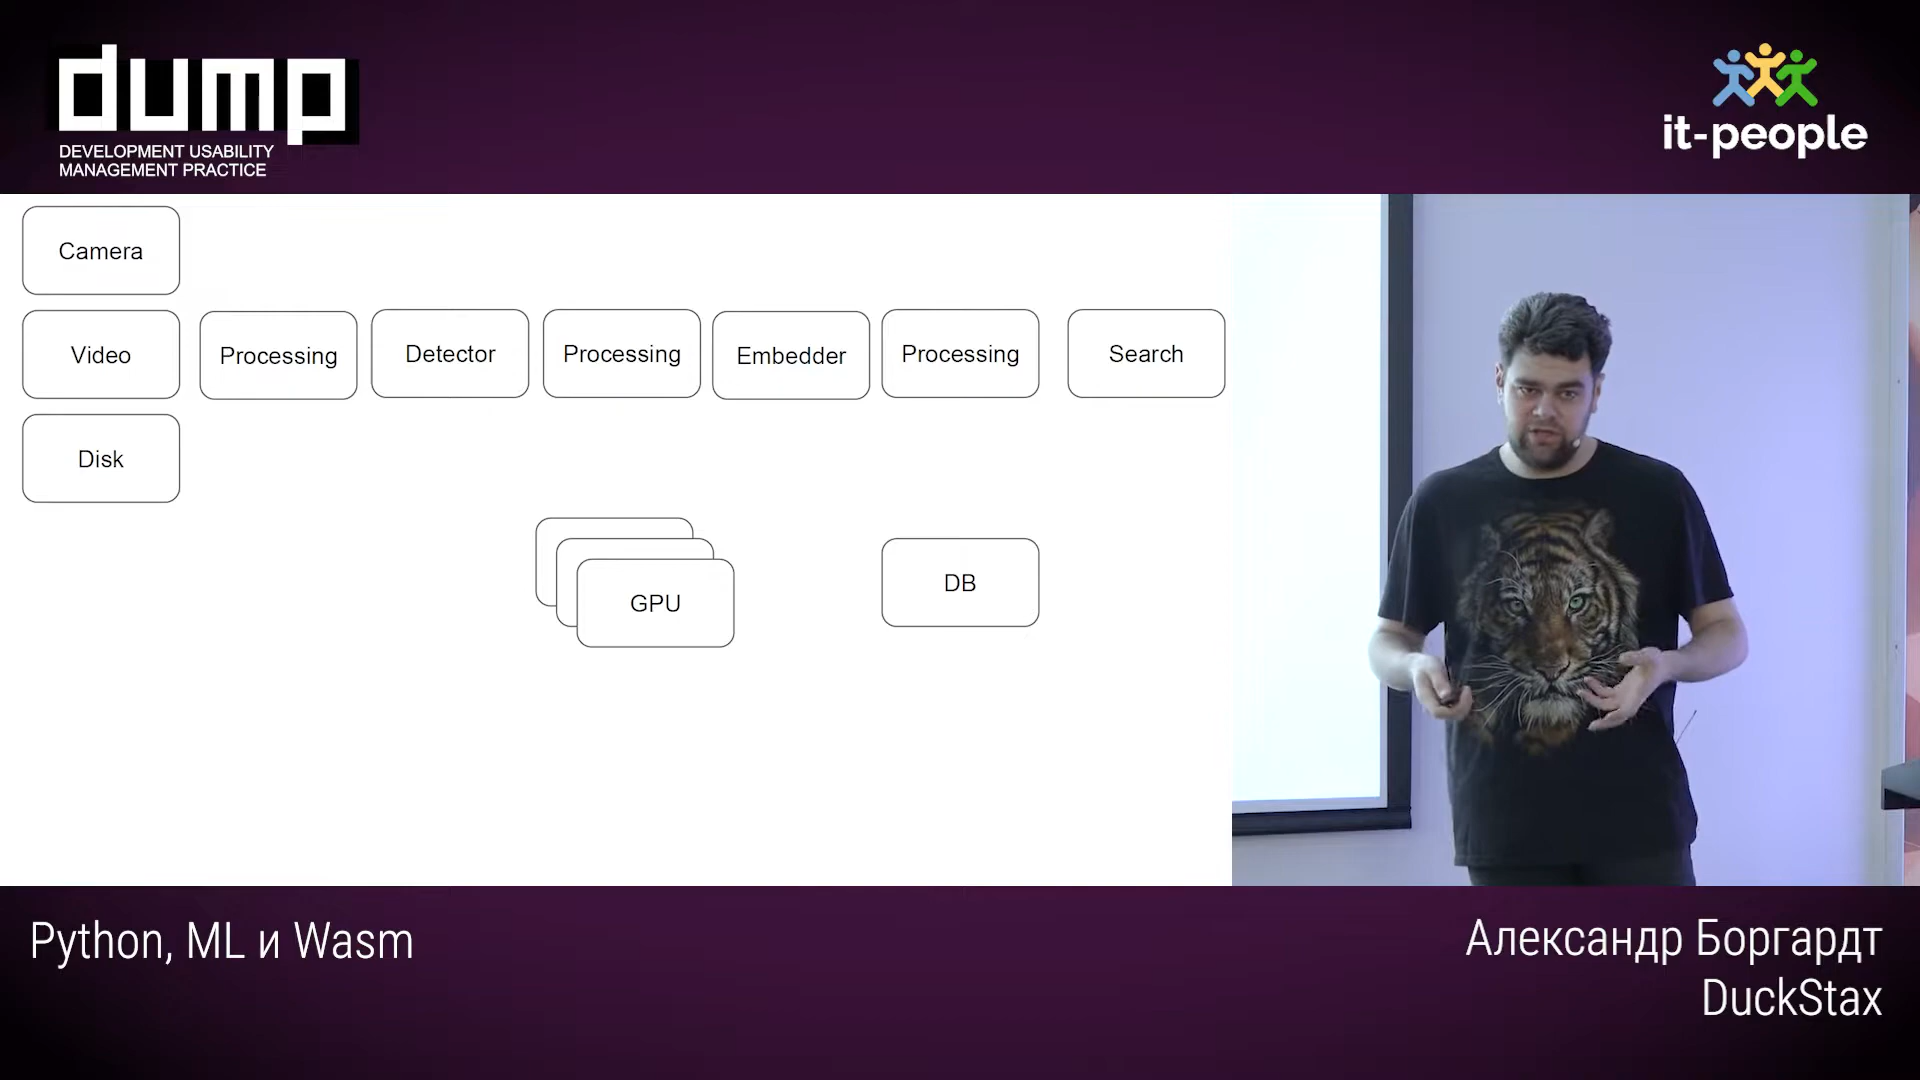 dump
DEVELOPMENT USABILITY
MANAGEMENT PRACTICE
it-people
Camera
Video
Processing
Detector
Processing
Embedder
Processing
Search
Disk
GPU
DB
Python, ML и Wasm
Александр Боргардт
DuckStax